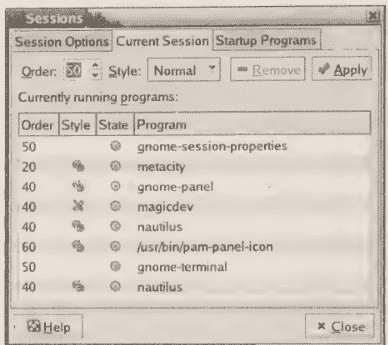 Sessions
Session Options Current Session Startup Programs
Order: 50 Style: Normal Remove Apply
Currently running programs:
Order Style State Program
50 gnome-session-properties
20 metacity
40 gnome-panel
40 magicdev
40 nautilus
60 /usr/bin/pam-panel-icon
50 gnome-terminal
40 nautilus
Help Close